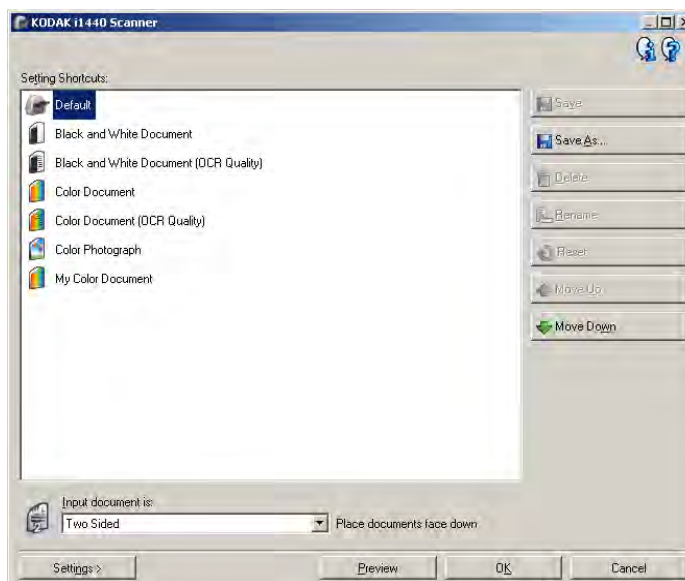 KODAK i1440 Scanner
Setting Shortcuts:
Default
Black and White Document
Black and White Document (OCR Quality)
Color Document
Color Document (OCR Quality)
Color Photograph
My Color Document
Save
Save As...
Delete
Rename
Reset
Move Up
Move Down
Input document is:
Two Sided
Place documents face down
Settings >
Preview
OK
Cancel